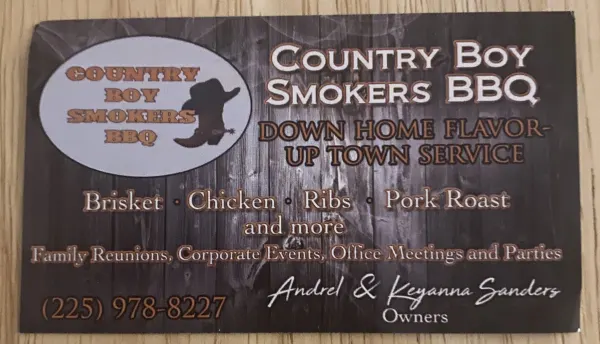 COUNTRY
BOY
SMOKERS
BBQ
COUNTRY BOY
SMOKERS BBQ
DOWN HOME FLAVOR-
UP TOWN SERVICE
Brisket • Chicken • Ribs • Pork Roast
and more
Family Reunions, Corporate Events, Office Meetings and Parties
(225) 978-8227
Andrel & Keyanna Sanders
Owners